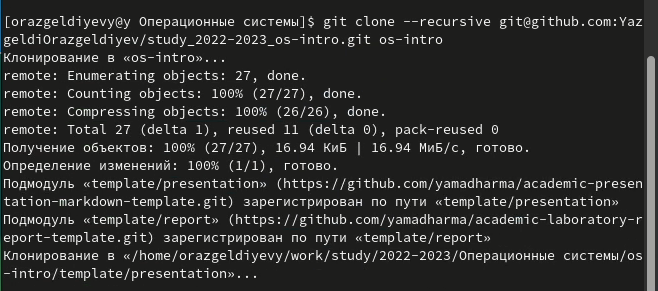 [orazgeldiyevy@y Операционные системы]$ git clone --recursive git@github.com:Yaz
geldiOrazgeldiyev/study_2022-2023_os-intro.git os-intro
Клонирование в «os-intro»...
remote: Enumerating objects: 27, done.
remote: Counting objects: 100% (27/27), done.
remote: Compressing objects: 100% (26/26), done.
remote: Total 27 (delta 1), reused 11 (delta 0), pack-reused 0
Получение объектов: 100% (27/27), 16.94 КиБ | 16.94 МиБ/с, готово.
Определение изменений: 100% (1/1), готово.
Подмодуль «template/presentation» (https://github.com/yamadharma/academic-presen
tation-markdown-template.git) зарегистрирован по пути «template/presentation»
Подмодуль «template/report» (https://github.com/yamadharma/academic-laboratory-r
eport-template.git) зарегистрирован по пути «template/report»
Клонирование в «/home/orazgeldiyevy/work/study/2022-2023/Операционные системы/os
-intro/template/presentation»...